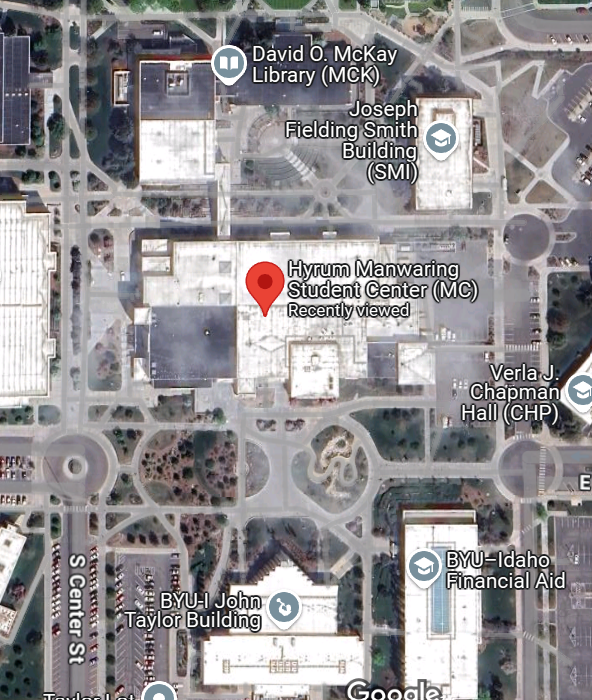 David O. McKay
Library (MCK)
Joseph
Fielding Smith
Building
(SMI)
Hyrum Manwaring
Student Center (MC)
Recently viewed
Verla J.
Chapman
Hall (CHP)
E
S Center St
BYU–Idaho
Financial Aid
BYU-I John
Taylor Building
Taylor Lot
Google